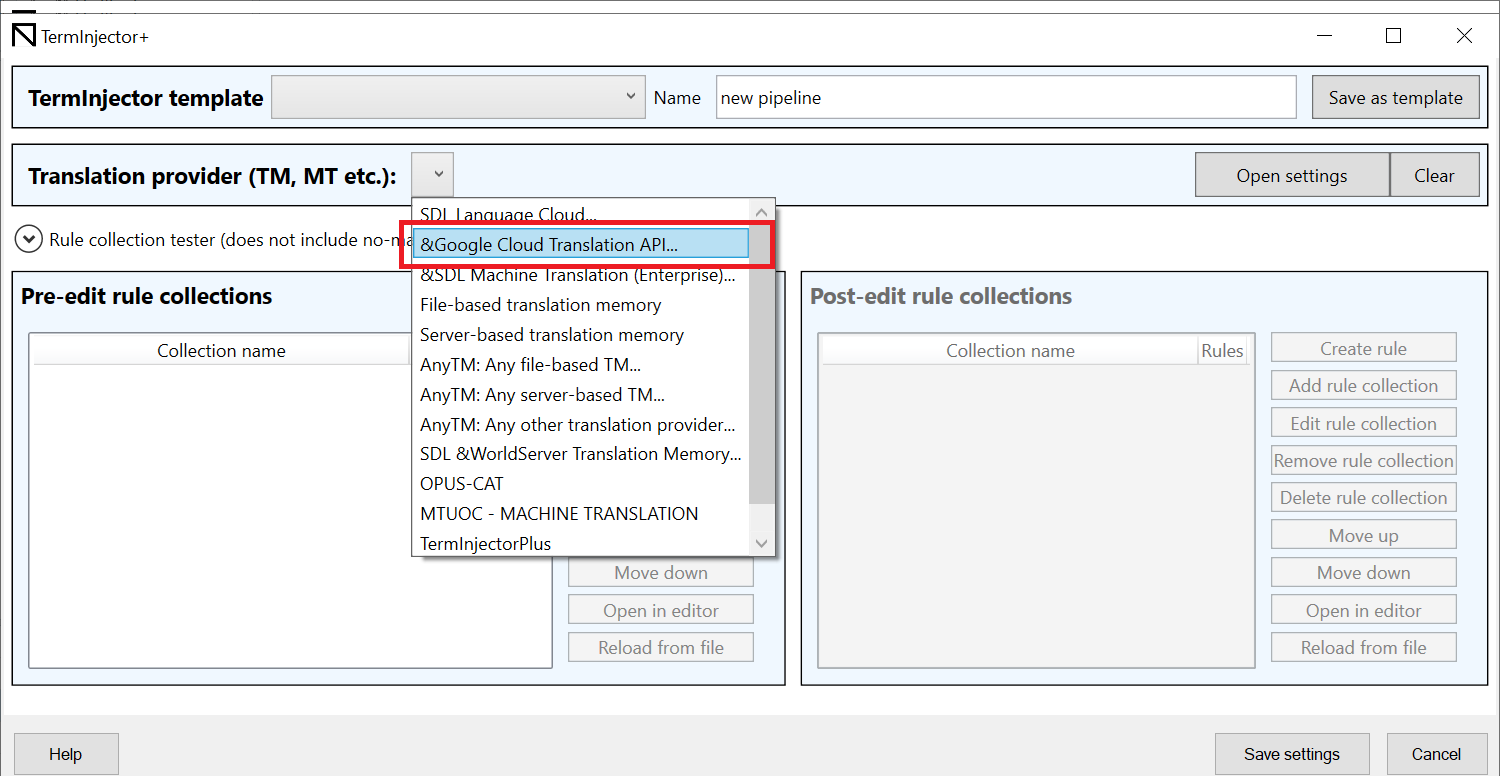 TermInjector+
TermInjector template
Name
new pipeline
Save as template
Translation provider (TM, MT etc.):
Open settings
Clear
SDL Language Cloud...
Rule collection tester (does not include no-ma
&Google Cloud Translation API...
&SDL Machine Translation (Enterprise)...
File-based translation memory
Server-based translation memory
AnyTM: Any file-based TM...
AnyTM: Any server-based TM...
AnyTM: Any other translation provider...
SDL &WorldServer Translation Memory...
OPUS-CAT
MTUOC - MACHINE TRANSLATION
TermInjectorPlus
Pre-edit rule collections
Collection name
Move down
Open in editor
Reload from file
Post-edit rule collections
Collection name
Rules
Create rule
Add rule collection
Edit rule collection
Remove rule collection
Delete rule collection
Move up
Move down
Open in editor
Reload from file
Help
Save settings
Cancel